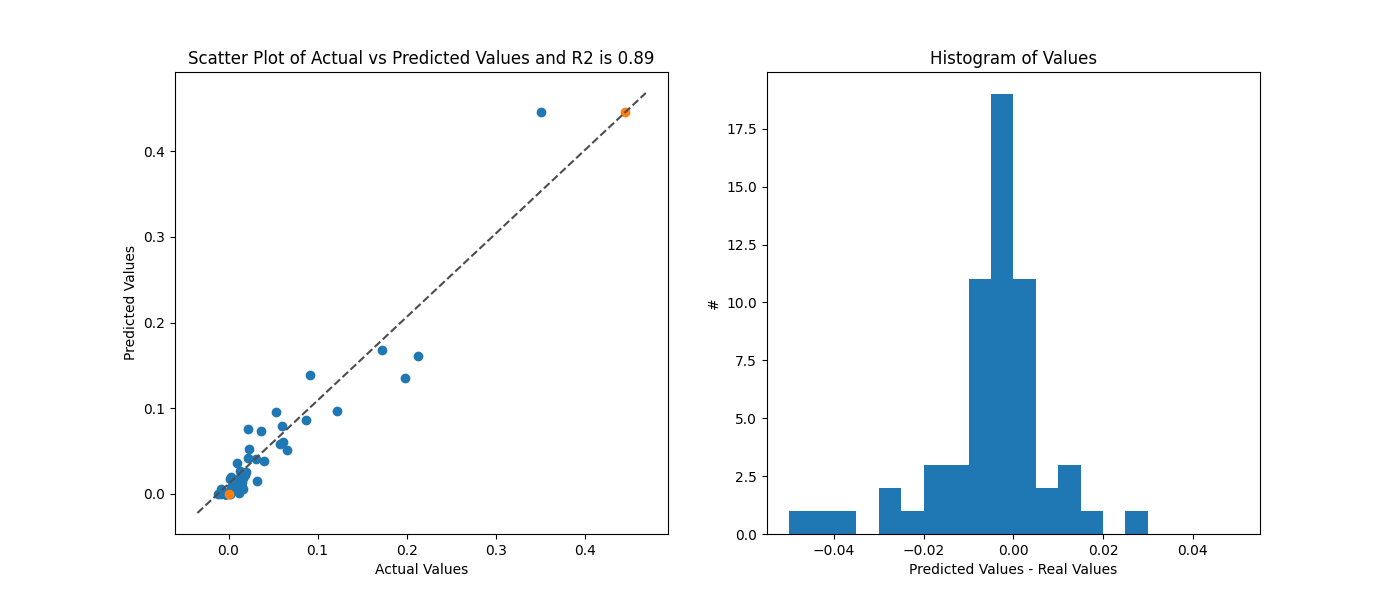 Scatter Plot of Actual vs Predicted Values and R2 is 0.89
0.4
0.3
0.2
0.1
0.0
Predicted Values
0.0 0.1 0.2 0.3 0.4
Actual Values
Histogram of Values
17.5
15.0
12.5
10.0
7.5
5.0
2.5
0.0
#
−0.04 −0.02 0.00 0.02 0.04
Predicted Values - Real Values